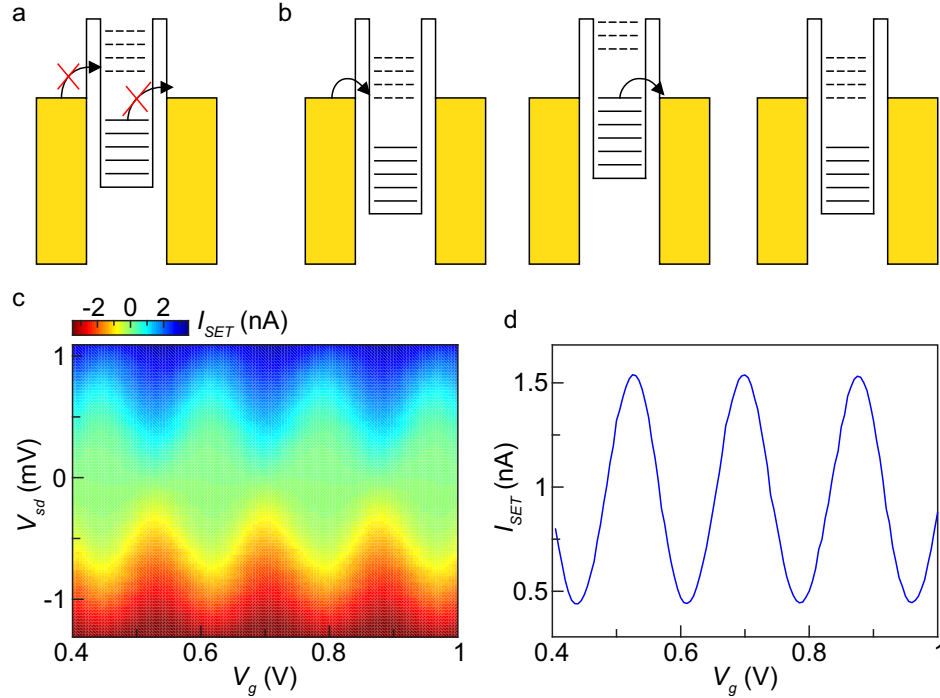 a
b
c
-2 0 2 I_SET (nA)
d
1
0
-1
V_sd (mV)
0.4 0.6 0.8 1
V_g (V)
1.5
1
0.5
I_SET (nA)
0.4 0.6 0.8 1
V_g (V)